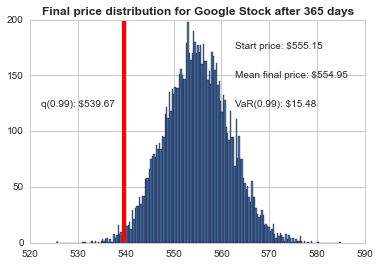 Final price distribution for Google Stock after 365 days
200
Start price: $555.15
150
Mean final price: $554.95
q(0.99): $539.67
VaR(0.99): $15.48
100
50
0
520
530
540
550
560
570
580
590